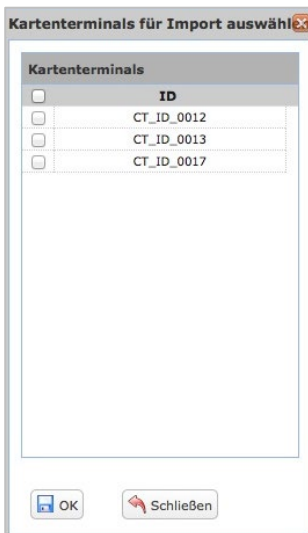 Kartenterminals für Import auswähl
Kartenterminals
ID
CT_ID_0012
CT_ID_0013
CT_ID_0017
OK
Schließen